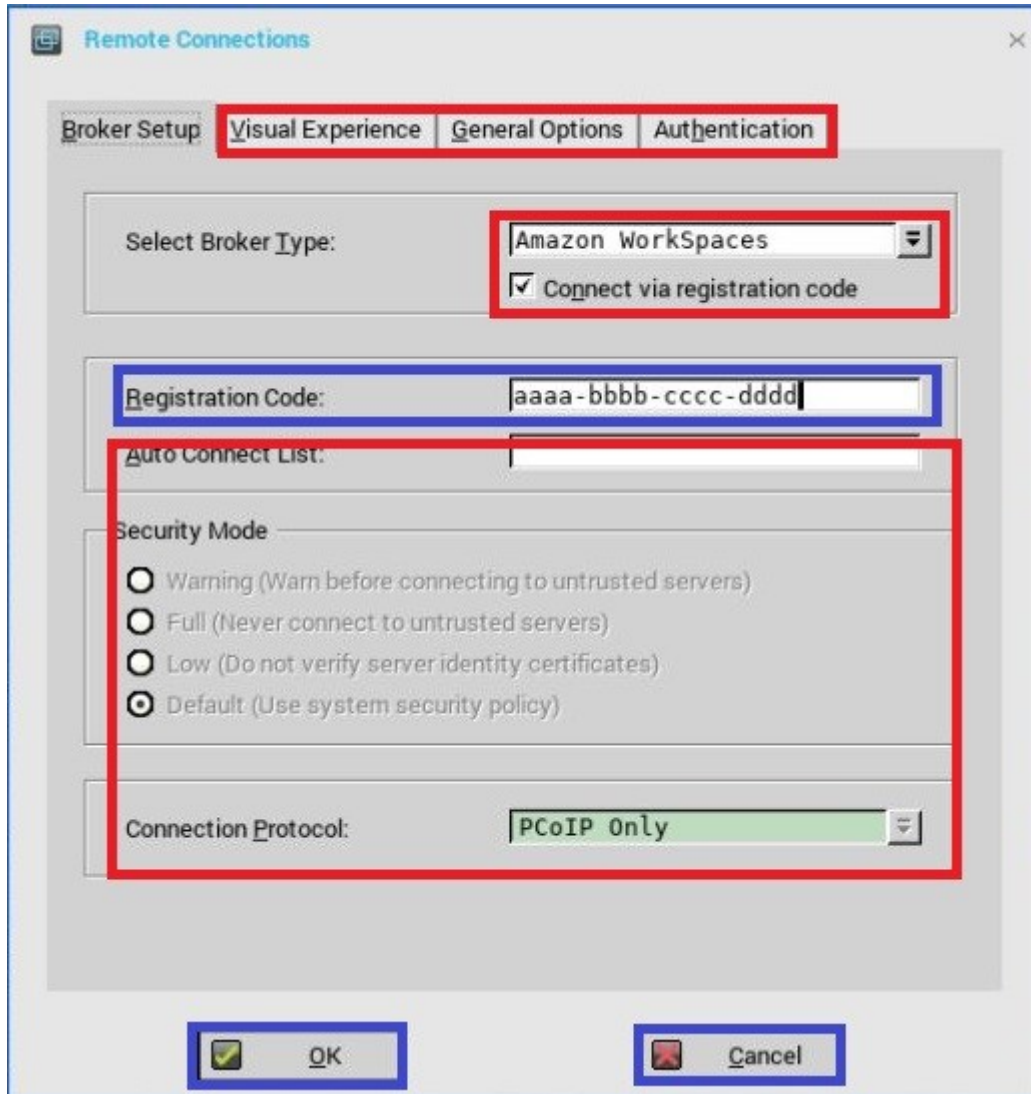 Remote Connections
Broker Setup Visual Experience General Options Authentication
Select Broker Type: Amazon WorkSpaces
Connect via registration code
Registration Code: aaaa-bbbb-cccc-dddd
Auto Connect List:
Security Mode
Warning (Warn before connecting to untrusted servers)
Full (Never connect to untrusted servers)
Low (Do not verify server identity certificates)
Default (Use system security policy)
Connection Protocol: PCoIP Only
OK Cancel